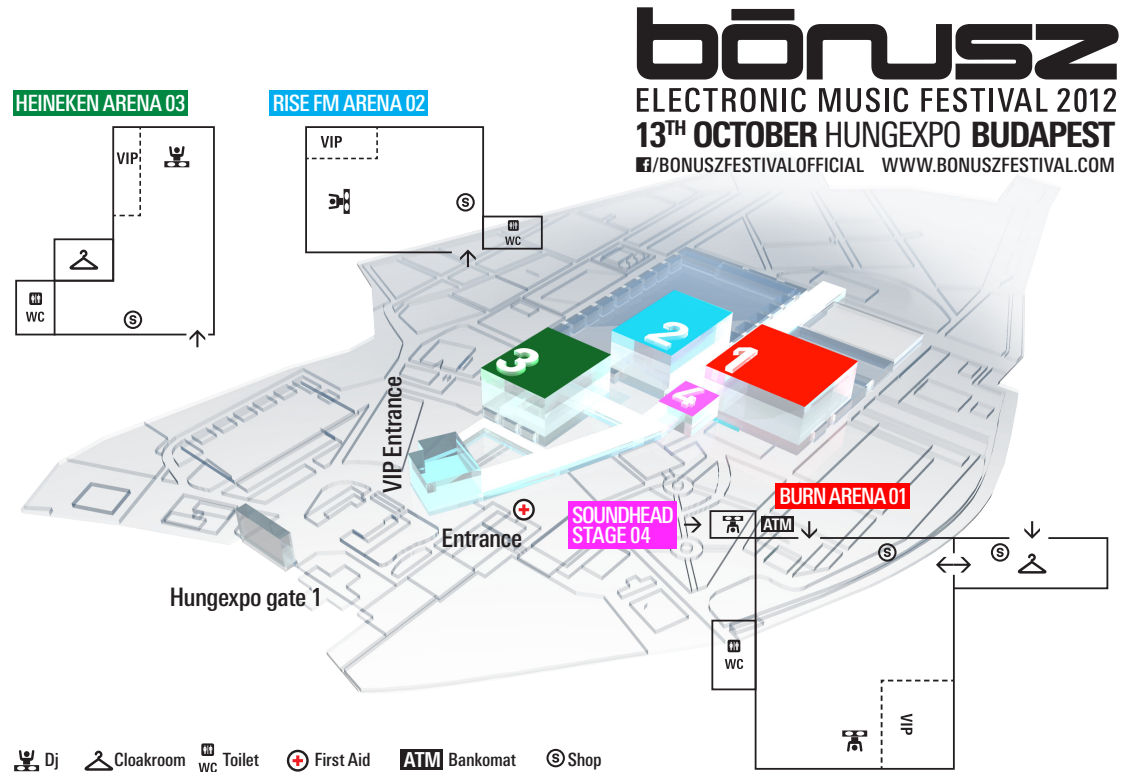 bōnusz
ELECTRONIC MUSIC FESTIVAL 2012
13TH OCTOBER HUNGEXPO BUDAPEST
f/BONUSZFESTIVALOFFICIAL WWW.BONUSZFESTIVAL.COM
HEINEKEN ARENA 03
VIP
WC
S
RISE FM ARENA 02
VIP
S
WC
3
2
1
4
VIP Entrance
Entrance
Hungexpo gate 1
SOUNDHEAD
STAGE 04
BURN ARENA 01
ATM
S
S
WC
VIP
Dj
Cloakroom
WC Toilet
First Aid
ATM Bankomat
S Shop